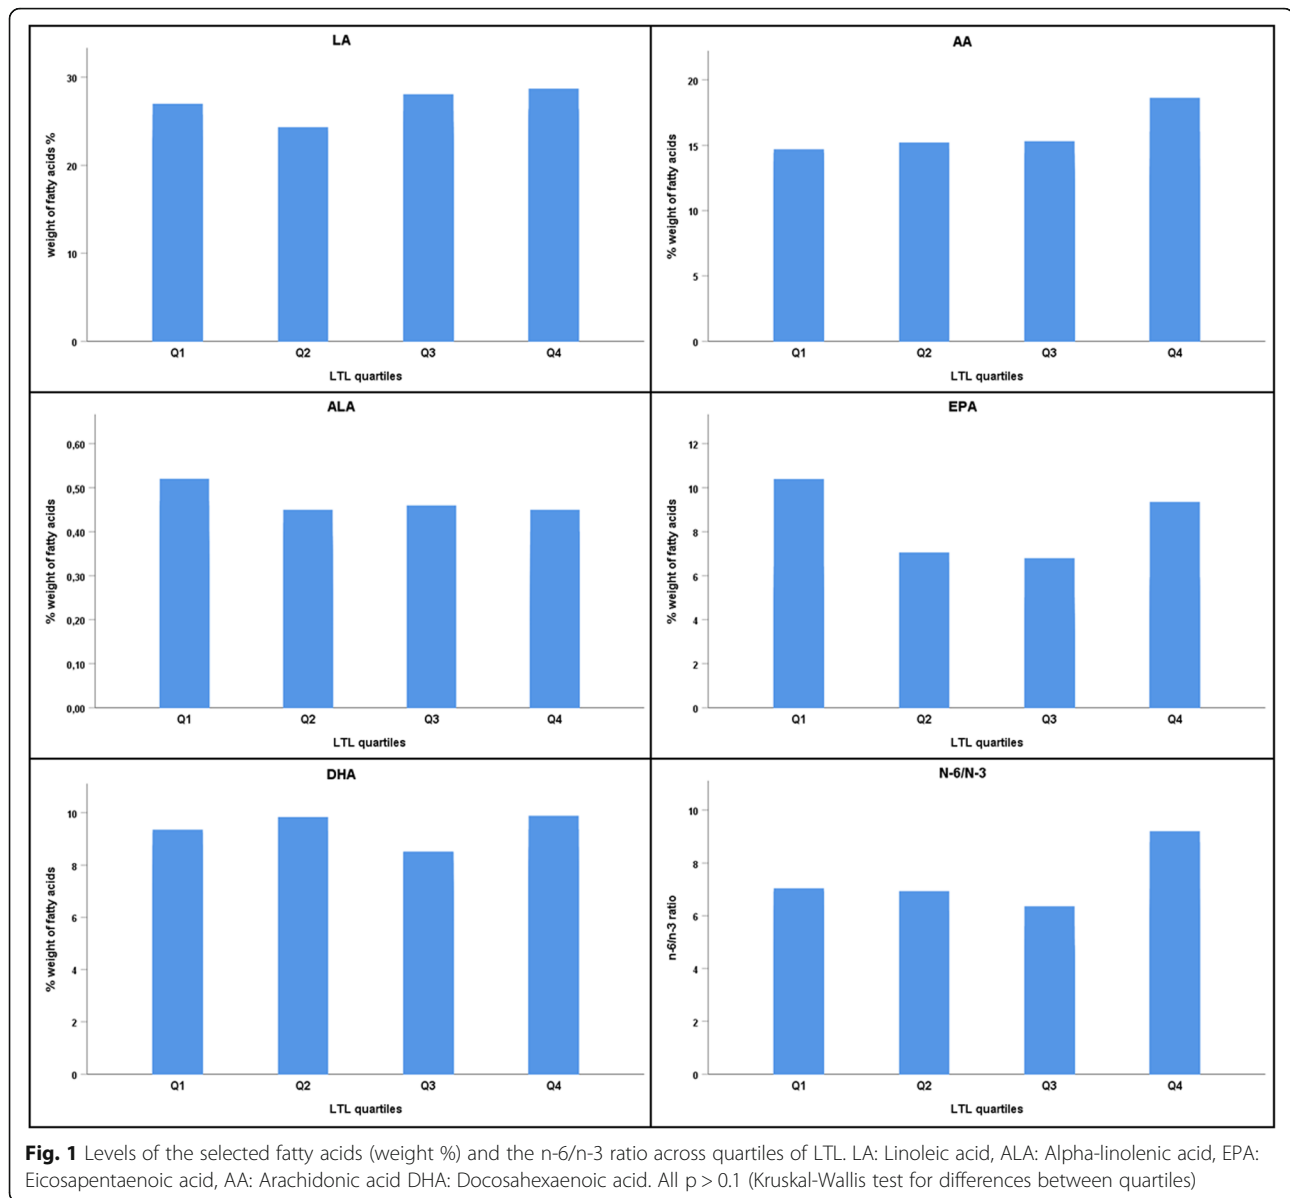 LA
weight of fatty acids %
30
20
10
0
Q1 Q2 Q3 Q4
LTL quartiles
AA
% weight of fatty acids
20
15
10
5
0
Q1 Q2 Q3 Q4
LTL quartiles
ALA
% weight of fatty acids
0,60
0,50
0,40
0,30
0,20
0,10
0,00
Q1 Q2 Q3 Q4
LTL quartiles
EPA
% weight of fatty acids
12
10
8
6
4
2
0
Q1 Q2 Q3 Q4
LTL quartiles
DHA
% weight of fatty acids
10
8
6
4
2
0
Q1 Q2 Q3 Q4
LTL quartiles
N-6/N-3
n-6/n-3 ratio
10
8
6
4
2
0
Q1 Q2 Q3 Q4
LTL quartiles
Fig. 1 Levels of the selected fatty acids (weight %) and the n-6/n-3 ratio across quartiles of LTL. LA: Linoleic acid, ALA: Alpha-linolenic acid, EPA:
Eicosapentaenoic acid, AA: Arachidonic acid DHA: Docosahexaenoic acid. All p > 0.1 (Kruskal-Wallis test for differences between quartiles)